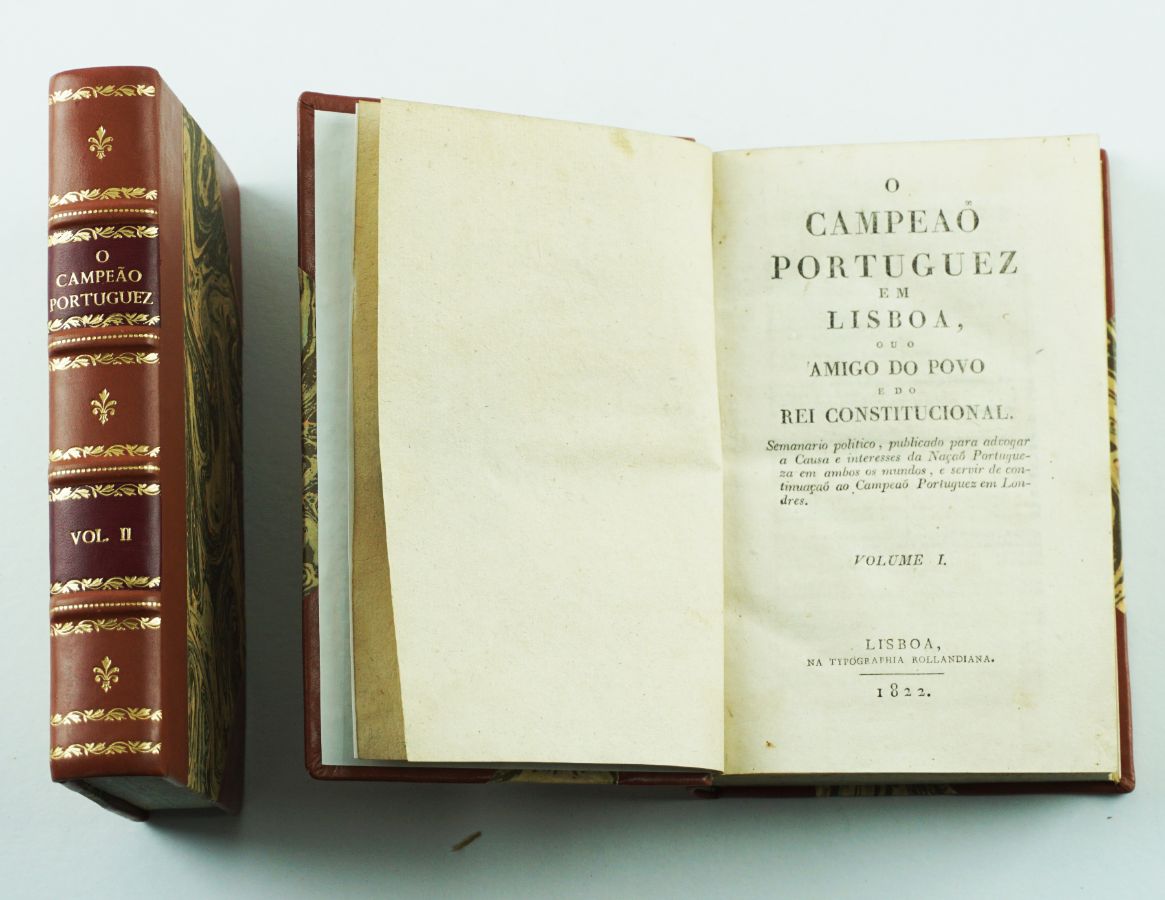 O
CAMPEÃO
PORTUGUEZ
VOL. II
O
CAMPEAÕ
PORTUGUEZ
EM
LISBOA,
OU O
AMIGO DO POVO
E DO
REI CONSTITUCIONAL.
Semanario politico, publicado para advogar
a Causa e interesses da Naçaõ Portugue-
za em ambos os mundos, e servir de con-
tinuaçaõ ao Campeaõ Portuguez em Lon-
dres.
VOLUME I.
LISBOA,
NA TYPOGRAPHIA ROLLANDIANA.
1822.